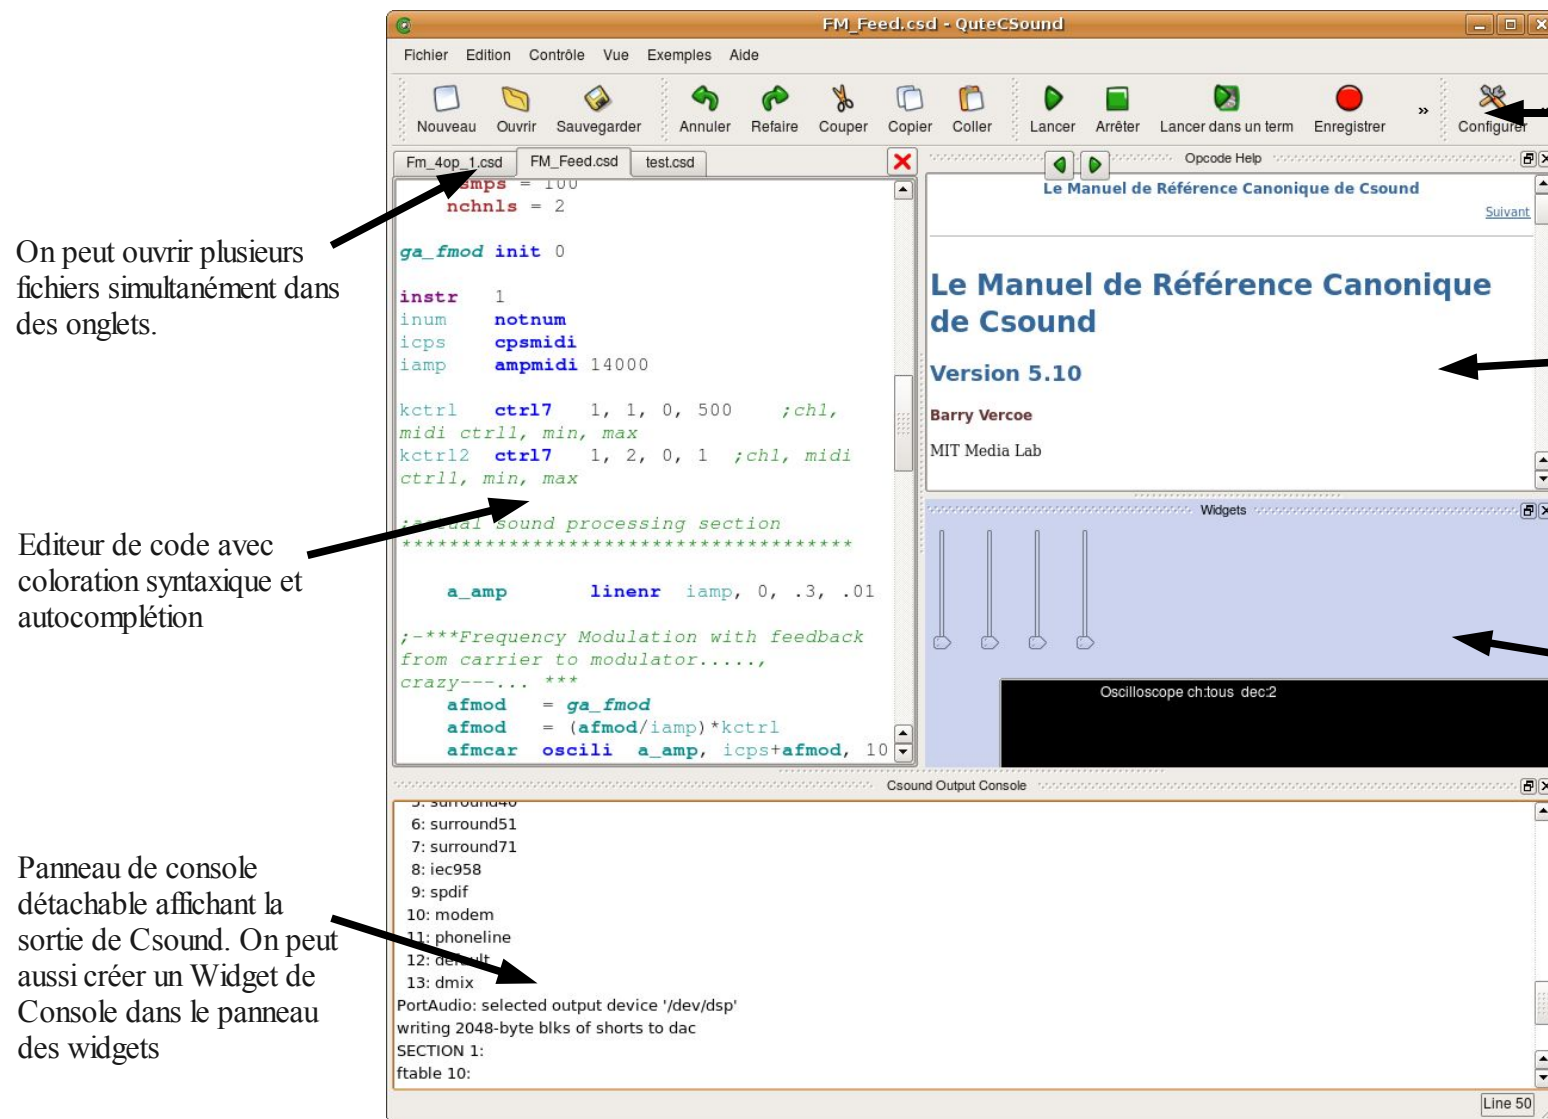 FM_Feed.csd - QuteCSound
Fichier Edition Contrôle Vue Exemples Aide
Nouveau Ouvrir Sauvegarder Annuler Refaire Couper Copier Coller Lancer Arrêter Lancer dans un term Enregistrer » Configurer
Fm_4op_1.csd FM_Feed.csd test.csd
Opcode Help
= 100
nchnls = 2
ga_fmod init 0
instr 1
inum notnum
icps cpsmidi
iamp ampmidi 14000
kctrl ctrl7 1, 1, 0, 500 ;ch1,
midi ctrl1, min, max
kctrl2 ctrl7 1, 2, 0, 1 ;ch1, midi
ctrl1, min, max
sound processing section
**************************************
a_amp linenr iamp, 0, .3, .01
;-***Frequency Modulation with feedback
from carrier to modulator.....,
crazy---... ***
afmod = ga_fmod
afmod = (afmod/iamp)*kctrl
afmcar oscili a_amp, icps+afmod, 10
Le Manuel de Référence Canonique de Csound
Suivant
Le Manuel de Référence Canonique
de Csound
Version 5.10
Barry Vercoe
MIT Media Lab
Widgets
Oscilloscope ch:tous dec:2
Csound Output Console
5: surround40
6: surround51
7: surround71
8: iec958
9: spdif
10: modem
11: phoneline
12: default
13: dmix
PortAudio: selected output device '/dev/dsp'
writing 2048-byte blks of shorts to dac
SECTION 1:
ftable 10:
Line 50
On peut ouvrir plusieurs
fichiers simultanément dans
des onglets.
Editeur de code avec
coloration syntaxique et
autocomplétion
Panneau de console
détachable affichant la
sortie de Csound. On peut
aussi créer un Widget de
Console dans le panneau
des widgets